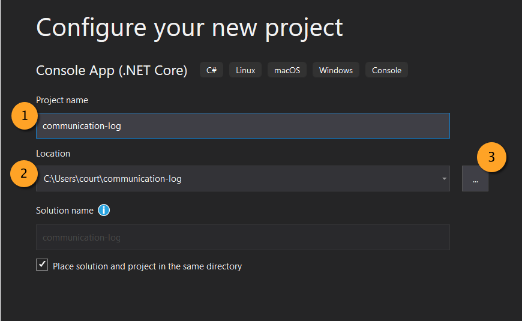 Configure your new project
Console App (.NET Core) C# Linux macOS Windows Console
Project name
1 communication-log
Location
2 C:\Users\court\communication-log ... 3
Solution name i
communication-log
Place solution and project in the same directory